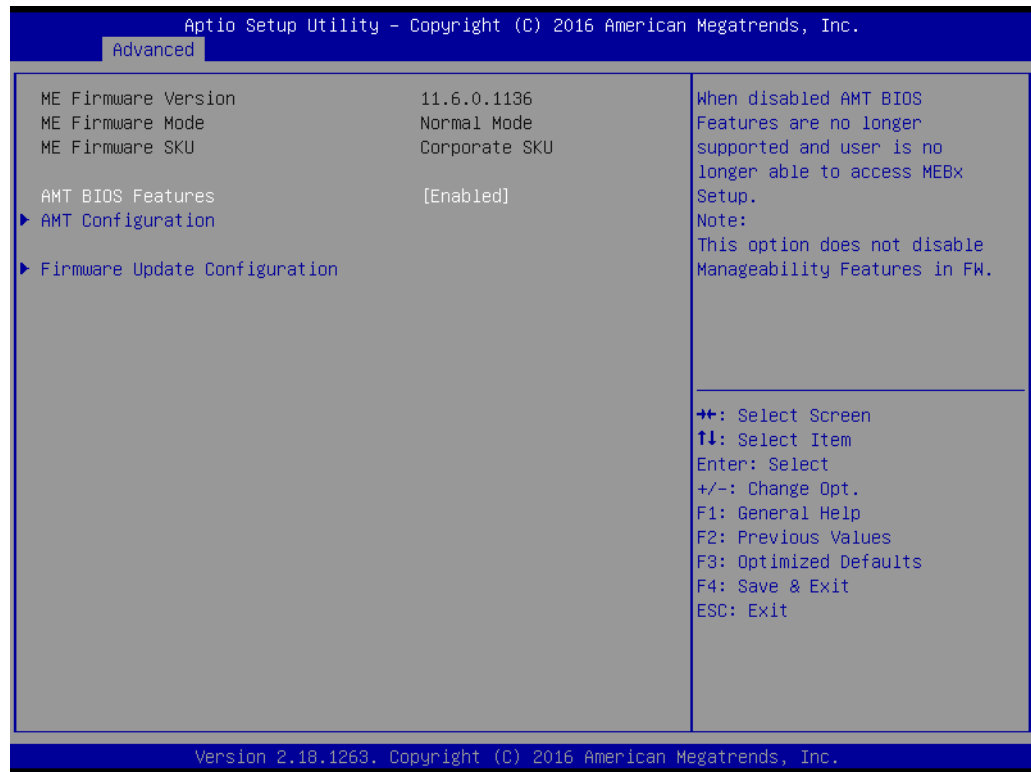 Aptio Setup Utility – Copyright (C) 2016 American Megatrends, Inc.
Advanced
ME Firmware Version 11.6.0.1136
ME Firmware Mode Normal Mode
ME Firmware SKU Corporate SKU
AMT BIOS Features [Enabled]
▶ AMT Configuration
▶ Firmware Update Configuration
When disabled AMT BIOS
Features are no longer
supported and user is no
longer able to access MEBx
Setup.
Note:
This option does not disable
Manageability Features in FW.
→←: Select Screen
↑↓: Select Item
Enter: Select
+/-: Change Opt.
F1: General Help
F2: Previous Values
F3: Optimized Defaults
F4: Save & Exit
ESC: Exit
Version 2.18.1263. Copyright (C) 2016 American Megatrends, Inc.